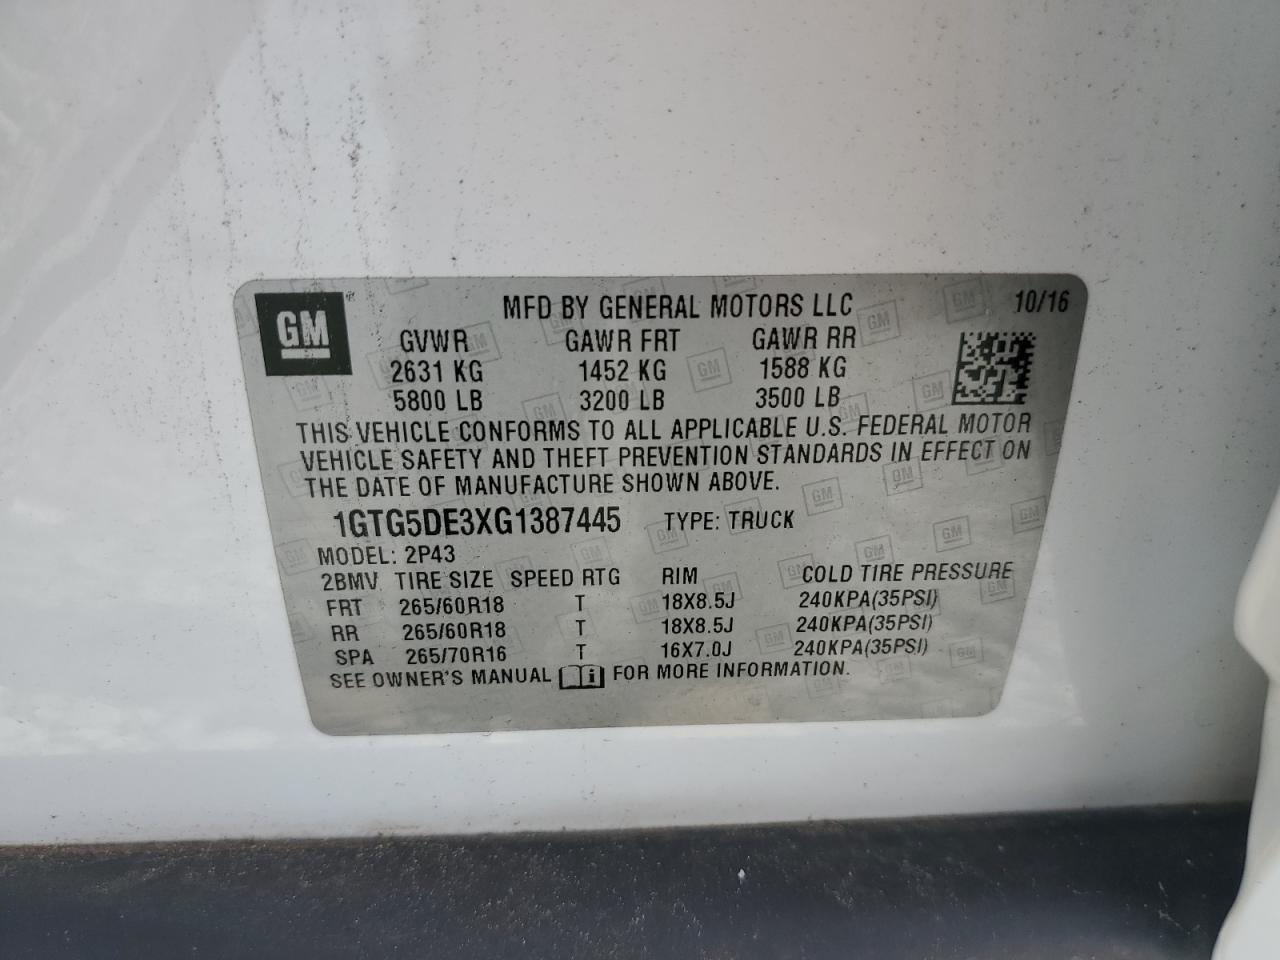 GM
MFD BY GENERAL MOTORS LLC 10/16
GVWR GAWR FRT GAWR RR
2631 KG 1452 KG 1588 KG
5800 LB 3200 LB 3500 LB
THIS VEHICLE CONFORMS TO ALL APPLICABLE U.S. FEDERAL MOTOR
VEHICLE SAFETY AND THEFT PREVENTION STANDARDS IN EFFECT ON
THE DATE OF MANUFACTURE SHOWN ABOVE.
1GTG5DE3XG1387445 TYPE: TRUCK
MODEL: 2P43
2BMV TIRE SIZE SPEED RTG RIM COLD TIRE PRESSURE
FRT 265/60R18 T 18X8.5J 240KPA(35PSI)
RR 265/60R18 T 18X8.5J 240KPA(35PSI)
SPA 265/70R16 T 16X7.0J 240KPA(35PSI)
SEE OWNER'S MANUAL i FOR MORE INFORMATION.